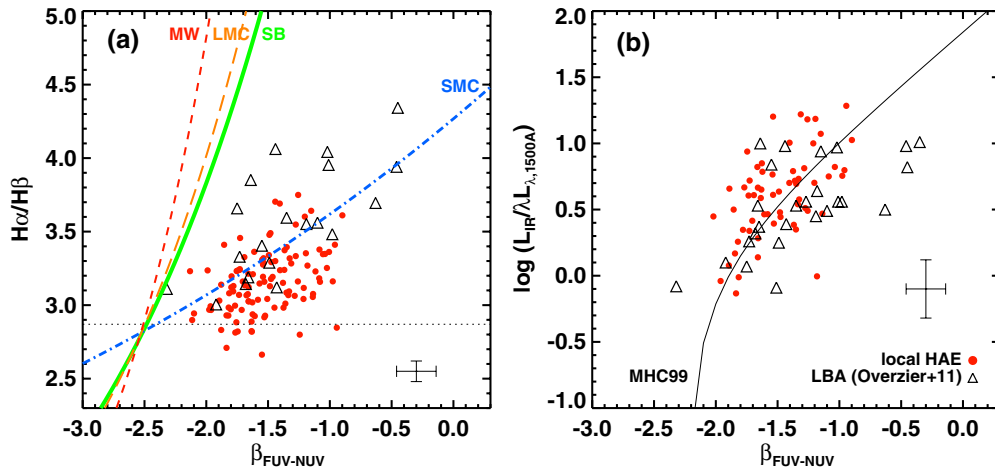 (a)
MW
LMC
SB
SMC
Hα/Hβ
5.0
4.5
4.0
3.5
3.0
2.5
-3.0 -2.5 -2.0 -1.5 -1.0 -0.5 0.0
βFUV-NUV
(b)
log (LIR/λLλ,1500A)
2.0
1.5
1.0
0.5
0.0
-0.5
-1.0
MHC99
local HAE
LBA (Overzier+11)
-3.0 -2.5 -2.0 -1.5 -1.0 -0.5 0.0
βFUV-NUV